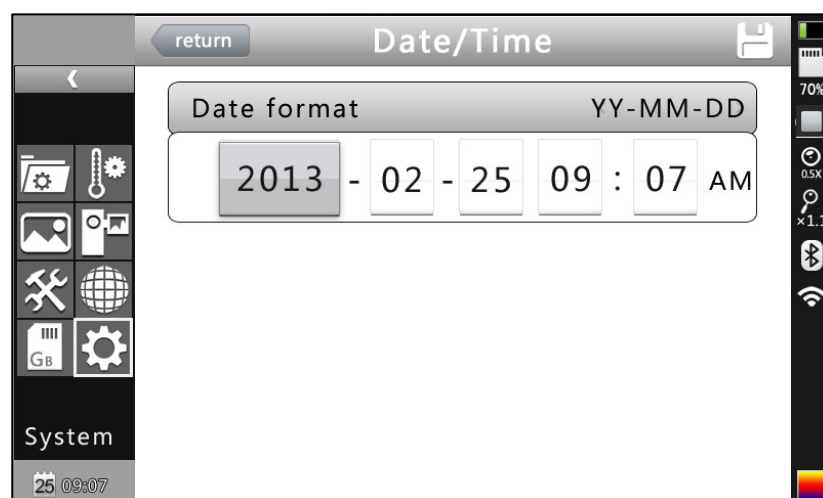 return Date/Time
70%
Date format YY-MM-DD
2013 - 02 - 25 09 : 07 AM
0.5X
×1.1
GB
System
25 09:07